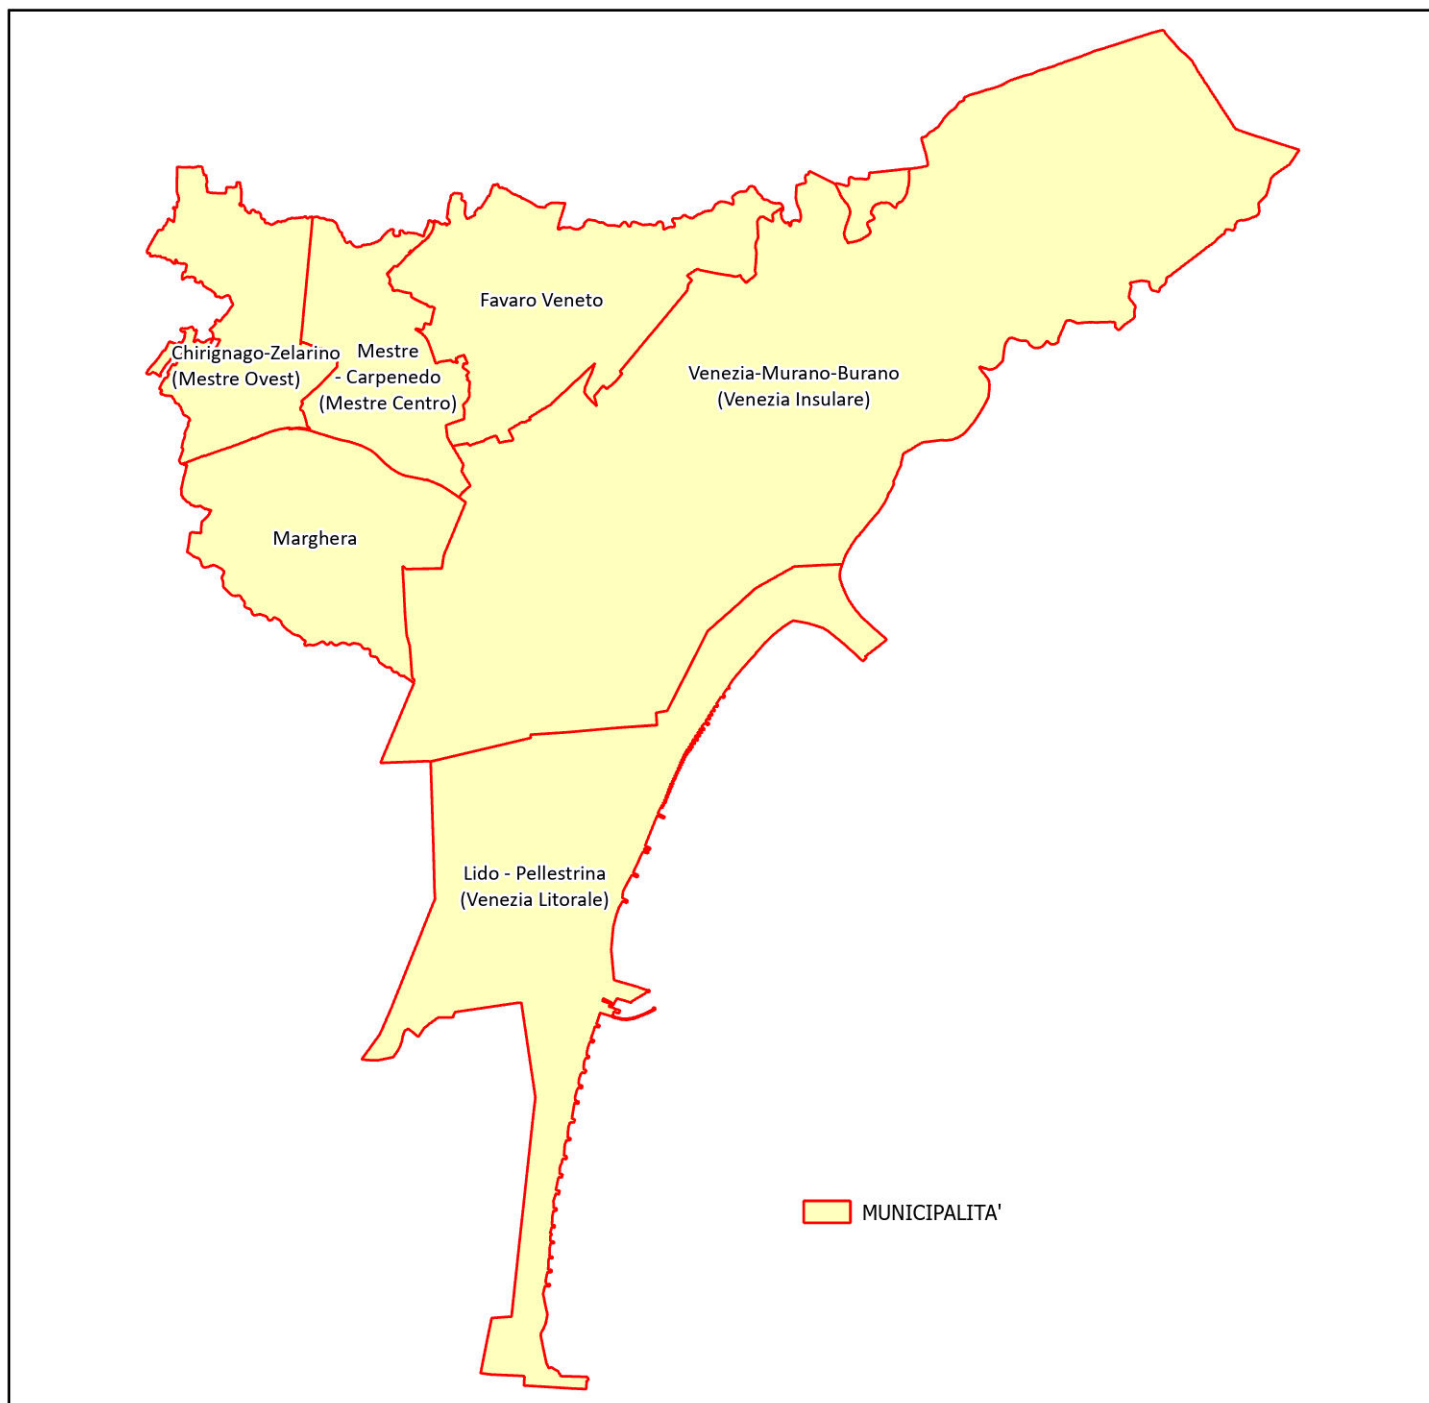 Favaro Veneto
Chirignago-Zelarino
(Mestre Ovest)
Mestre
- Carpenedo
(Mestre Centro)
Venezia-Murano-Burano
(Venezia Insulare)
Marghera
Lido - Pellestrina
(Venezia Litorale)
MUNICIPALITA'